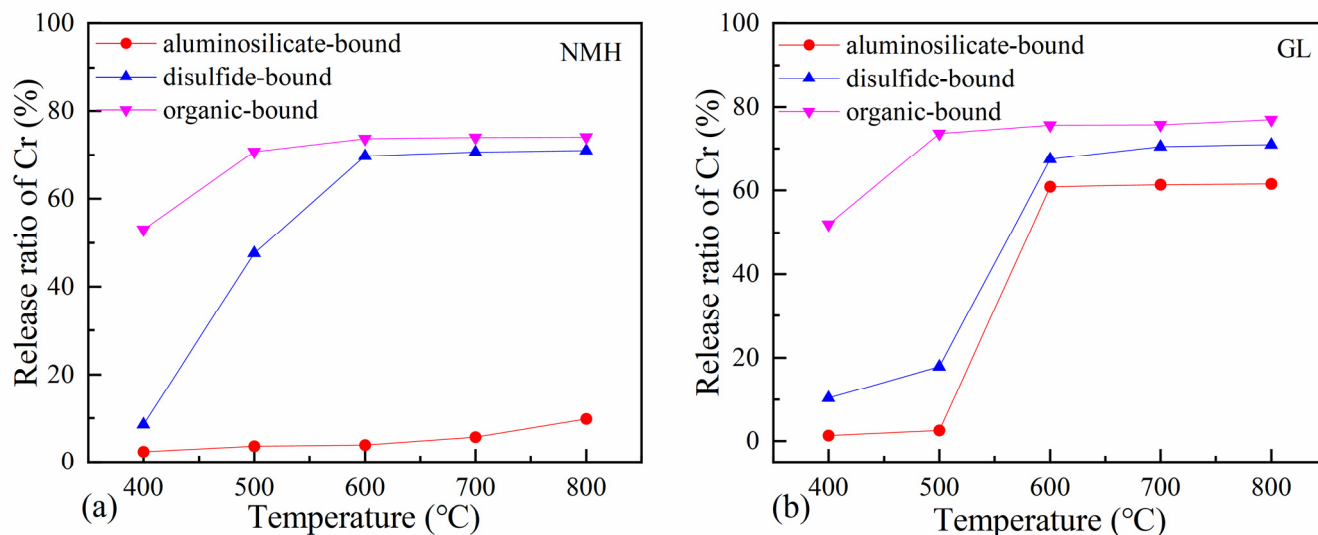 100
80
60
40
20
0
Release ratio of Cr (%)
aluminosilicate-bound
disulfide-bound
organic-bound
NMH
400 500 600 700 800
(a)
Temperature (°C)
100
80
60
40
20
0
Release ratio of Cr (%)
aluminosilicate-bound
disulfidc-bound
organic-bound
GL
400 500 600 700 800
(b)
Temperature (°C)